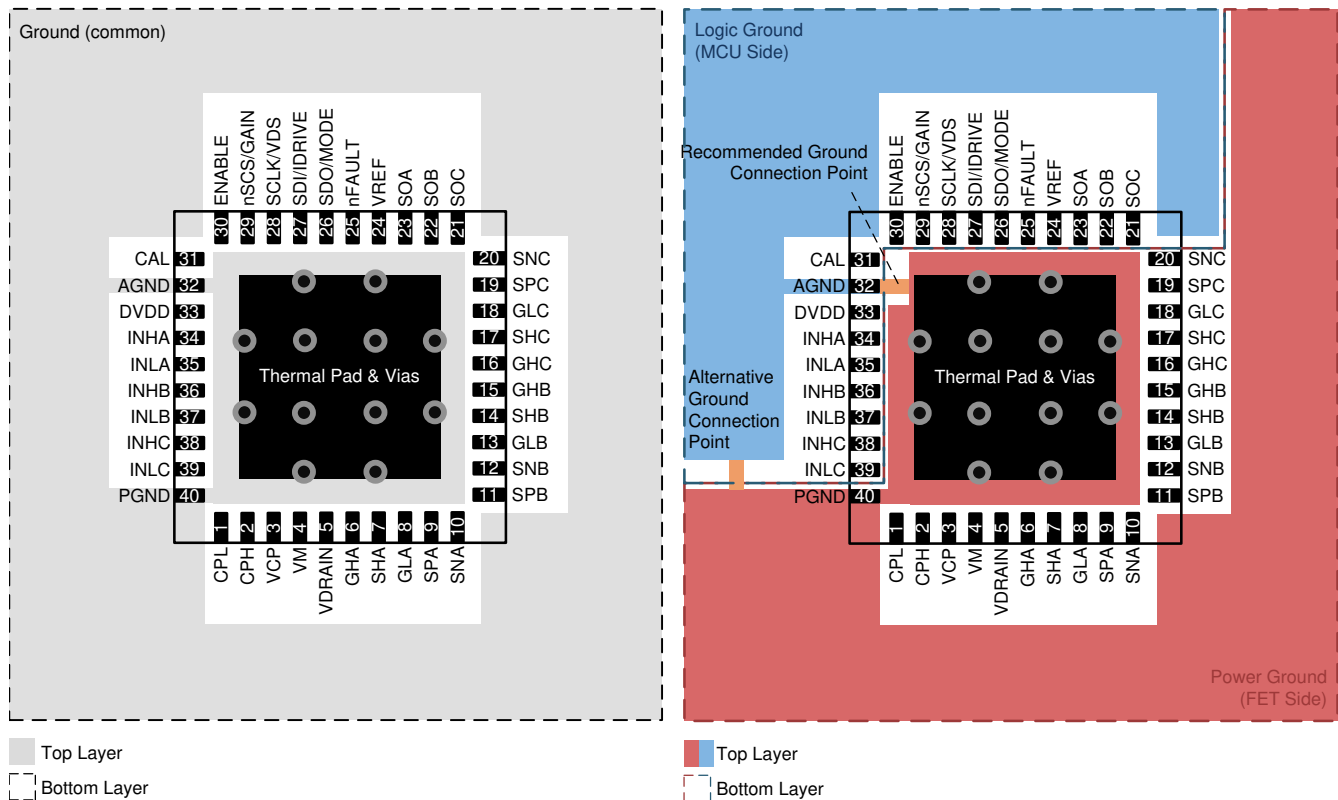 Ground (common)
ENABLE
nSCS/GAIN
SCLK/VDS
SDI/IDRIVE
SDO/MODE
nFAULT
VREF
SOA
SOB
SOC
30
29
28
27
26
25
24
23
22
21
CAL 31
AGND 32
DVDD 33
INHA 34
INLA 35
INHB 36
INLB 37
INHC 38
INLC 39
PGND 40
Thermal Pad & Vias
20 SNC
19 SPC
18 GLC
17 SHC
16 GHC
15 GHB
14 SHB
13 GLB
12 SNB
11 SPB
1
2
3
4
5
6
7
8
9
10
CPL
CPH
VCP
VM
VDRAIN
GHA
SHA
GLA
SPA
SNA
Top Layer
Bottom Layer
Logic Ground
(MCU Side)
Recommended Ground
Connection Point
ENABLE
nSCS/GAIN
SCLK/VDS
SDI/IDRIVE
SDO/MODE
nFAULT
VREF
SOA
SOB
SOC
30
29
28
27
26
25
24
23
22
21
CAL 31
AGND 32
DVDD 33
INHA 34
INLA 35
INHB 36
INLB 37
INHC 38
INLC 39
PGND 40
Alternative
Ground
Connection
Point
Thermal Pad & Vias
20 SNC
19 SPC
18 GLC
17 SHC
16 GHC
15 GHB
14 SHB
13 GLB
12 SNB
11 SPB
1
2
3
4
5
6
7
8
9
10
CPL
CPH
VCP
VM
VDRAIN
GHA
SHA
GLA
SPA
SNA
Power Ground
(FET Side)
Top Layer
Bottom Layer